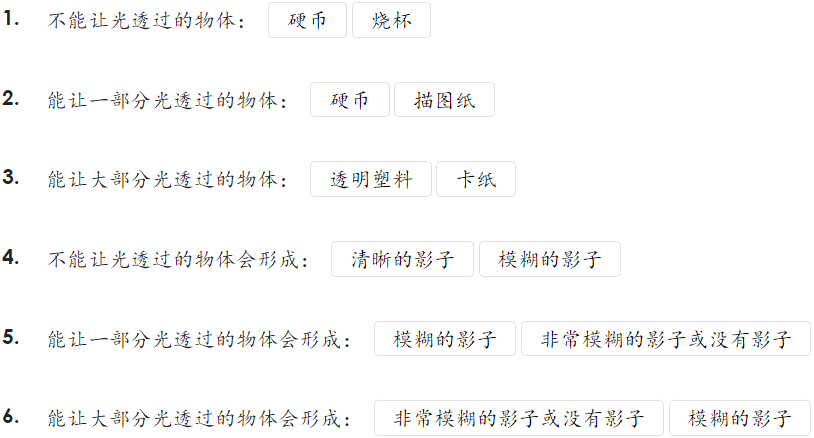 1. 不能让光透过的物体： 硬币 烧杯
2. 能让一部分光透过的物体： 硬币 描图纸
3. 能让大部分光透过的物体： 透明塑料 卡纸
4. 不能让光透过的物体会形成： 清晰的影子 模糊的影子
5. 能让一部分光透过的物体会形成： 模糊的影子 非常模糊的影子或没有影子
6. 能让大部分光透过的物体会形成： 非常模糊的影子或没有影子 模糊的影子